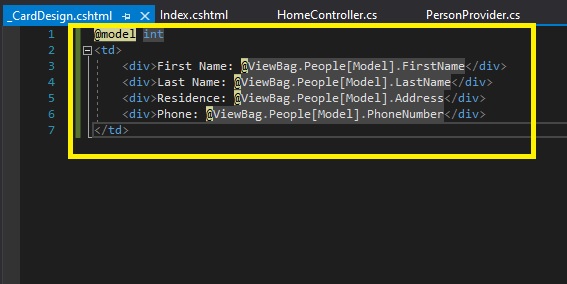 _CardDesign.cshtml Index.cshtml HomeController.cs PersonProvider.cs
1 @model int
2 <td>
3 <div>First Name: @ViewBag.People[Model].FirstName</div>
4 <div>Last Name: @ViewBag.People[Model].LastName</div>
5 <div>Residence: @ViewBag.People[Model].Address</div>
6 <div>Phone: @ViewBag.People[Model].PhoneNumber</div>
7 </td>